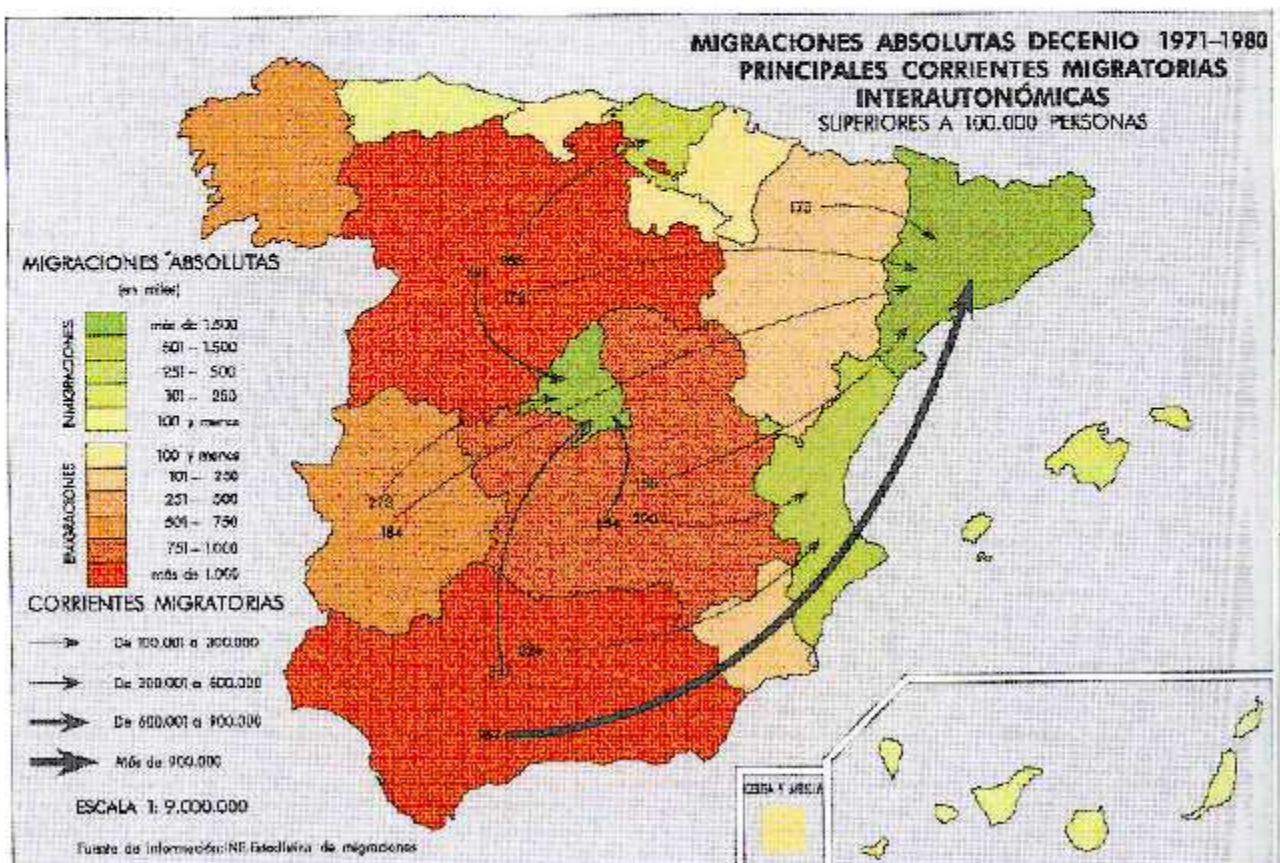 MIGRACIONES ABSOLUTAS DECENIO 1971-1980
PRINCIPALES CORRIENTES MIGRATORIAS
INTERAUTONÓMICAS
SUPERIORES A 100.000 PERSONAS
173
MIGRACIONES ABSOLUTAS
(en miles)
INMIGRACIONES
más de 1.500
501 - 1.500
251 - 500
101 - 250
100 y menos
EMIGRACIONES
100 y menos
101 - 250
251 - 500
501 - 750
751 - 1.000
más de 1.000
184
CORRIENTES MIGRATORIAS
De 100.001 a 300.000
De 300.001 a 600.000
De 600.001 a 900.000
Más de 900.000
ESCALA 1: 9.000.000
CEUTA Y MELILLA
Fuente de información: INE Estadística de migraciones